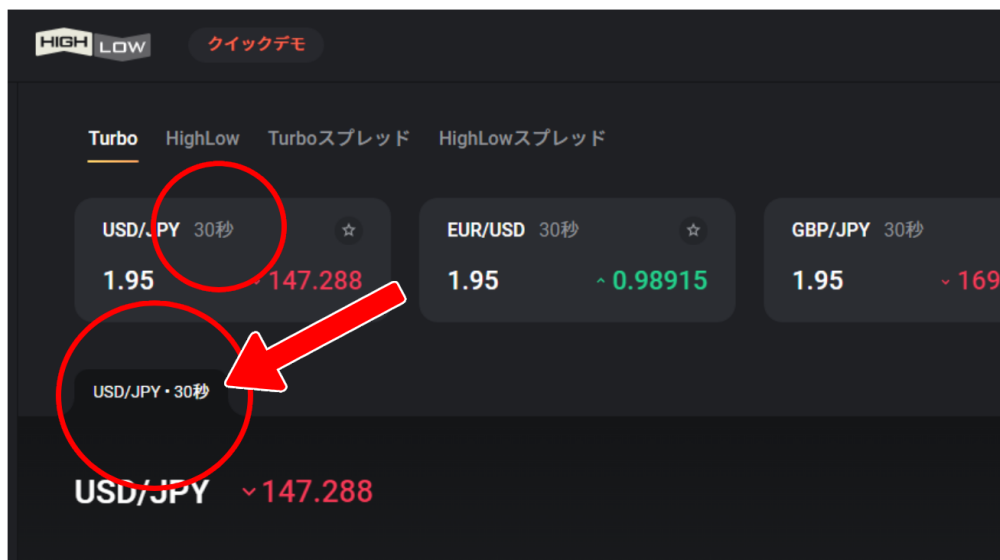 HIGH LOW クイックデモ
Turbo HighLow Turboスプレッド HighLowスプレッド
USD/JPY 30秒 EUR/USD 30秒 GBP/JPY 30秒
1.95 147.288 1.95 0.98915 1.95 169
USD/JPY・30秒
USD/JPY 147.288